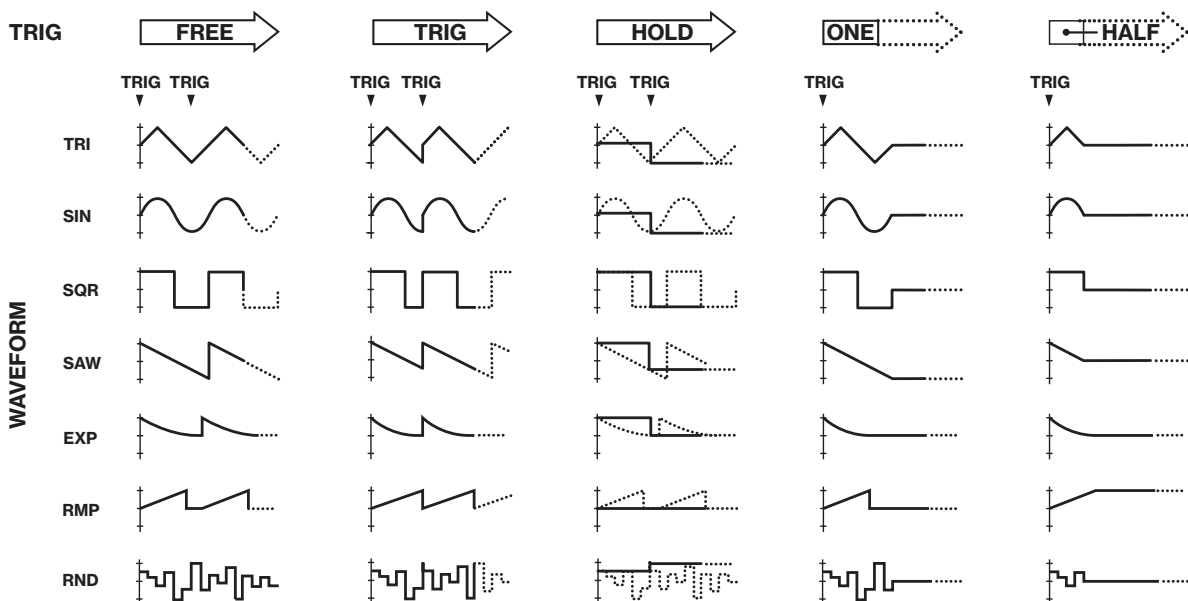 TRIG FREE TRIG HOLD ONE HALF
TRIG TRIG TRIG TRIG TRIG TRIG TRIG TRIG
TRI
SIN
SQR
SAW
EXP
RMP
RND
WAVEFORM